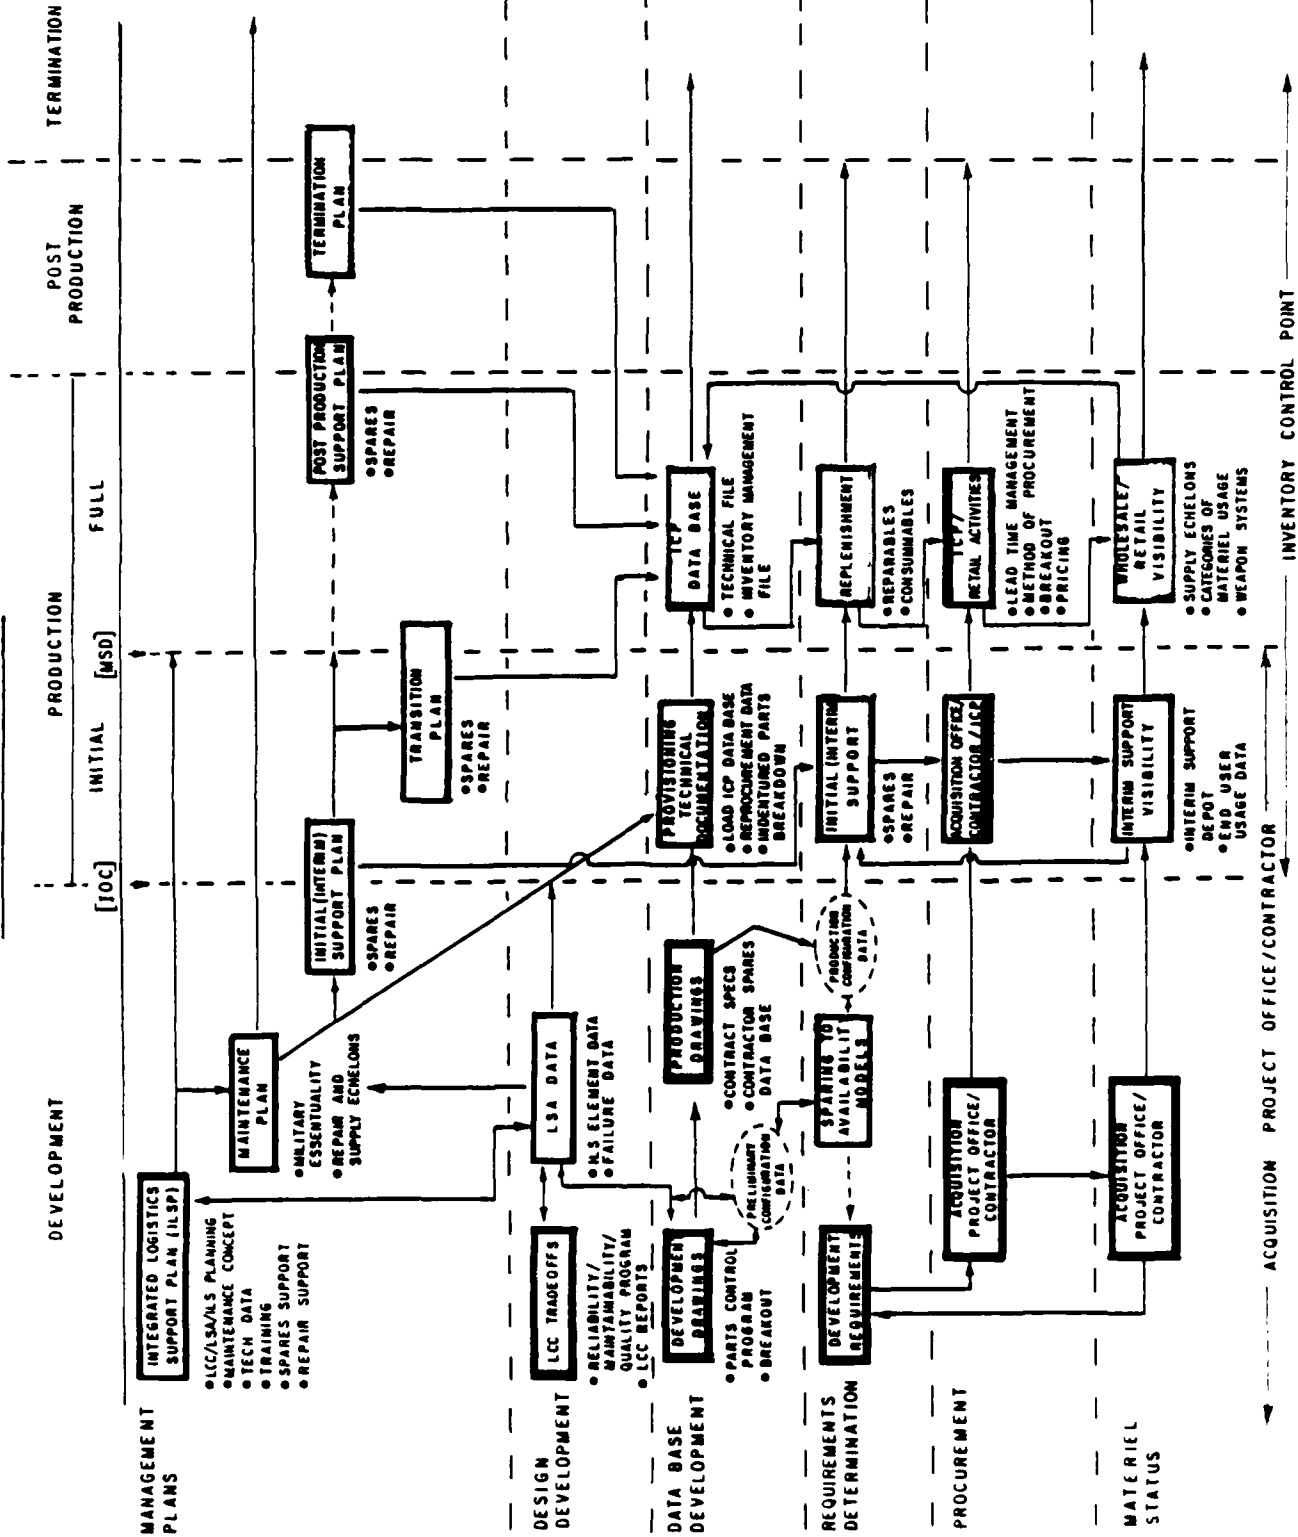 DEVELOPMENT
PRODUCTION
INITIAL
FULL
POST
PRODUCTION
TERMINATION
[IOC]
[MSD]
MANAGEMENT
PLANS
INTEGRATED LOGISTICS
SUPPORT PLAN (ILSP)
●LCC/LSA/ILS PLANNING
●MAINTENANCE CONCEPT
●TECH DATA
●TRAINING
●SPARES SUPPORT
●REPAIR SUPPORT
MAINTENANCE
PLAN
●MILITARY
ESSENTUALITY
●REPAIR AND
SUPPLY ECHELONS
INITIAL(INTERIM)
SUPPORT PLAN
●SPARES
●REPAIR
TRANSITION
PLAN
●SPARES
●REPAIR
POST PRODUCTION
SUPPORT PLAN
●SPARES
●REPAIR
TERMINATION
PLAN
DESIGN
DEVELOPMENT
LCC TRADEOFFS
●RELIABILITY/
MAINTAINABILITY/
QUALITY PROGRAM
●LCC REPORTS
LSA DATA
●ILS ELEMENT DATA
●FAILURE DATA
DATA BASE
DEVELOPMENT
DEVELOPMENT
DRAWINGS
●PARTS CONTROL
PROGRAM
●BREAKOUT
PRELIMINARY
CONFIGURATION
DATA
PRODUCTION
DRAWINGS
●CONTRACT SPECS
●CONTRACTOR SPARES
DATA BASE
PROVISIONING
TECHNICAL
DOCUMENTATION
●LOAD ICP DATA BASE
●REPROCUREMENT DATA
●INDENTURED PARTS
BREAKDOWN
ICP
DATA BASE
● TECHNICAL FILE
● INVENTORY MANAGEMENT
FILE
REQUIREMENTS
DETERMINATION
DEVELOPMENT
REQUIREMENTS
SPARING TO
AVAILABILITY
MODELS
PRODUCTION
CONFIGURATION
DATA
INITIAL(INTERIM)
SUPPORT
●SPARES
●REPAIR
REPLENISHMENT
●REPARABLES
●CONSUMMABLES
PROCUREMENT
ACQUISITION
PROJECT OFFICE/
CONTRACTOR
ACQUISITION OFFICE/
CONTRACTOR/ICP
ICP/
RETAIL ACTIVITIES
●LEAD TIME MANAGEMENT
●METHOD OF PROCUREMENT
●BREAKOUT
●PRICING
MATERIEL
STATUS
ACQUISITION
PROJECT OFFICE/
CONTRACTOR
INTERIM SUPPORT
VISIBILITY
●INTERIM SUPPORT
DEPOT
●END USER
USAGE DATA
WHOLESALE/
RETAIL
VISIBILITY
●SUPPLY ECHELONS
●CATEGORIES OF
MATERIEL USAGE
●WEAPON SYSTEMS
ACQUISITION PROJECT OFFICE/CONTRACTOR
INVENTORY CONTROL POINT